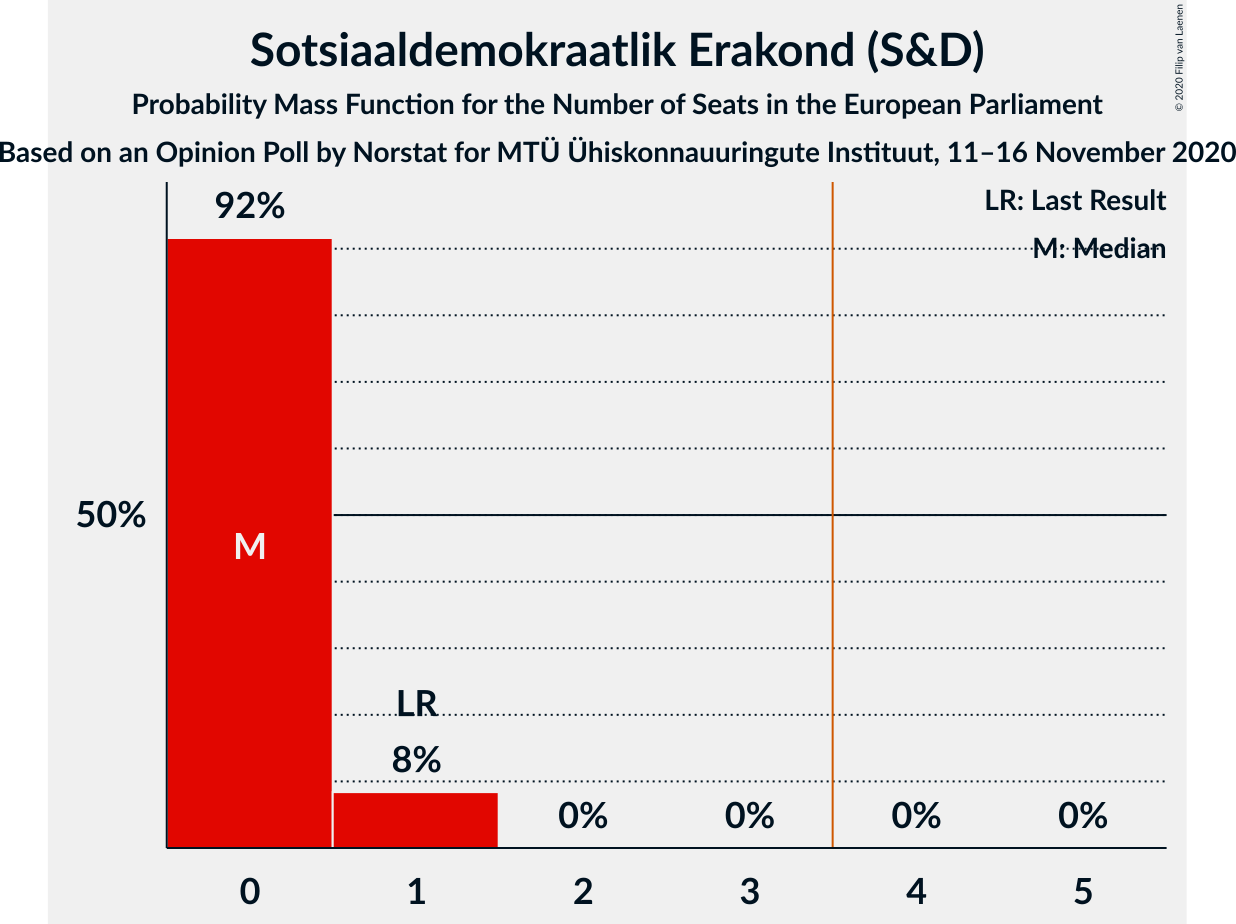 Sotsiaaldemokraatlik Erakond (S&D)
Probability Mass Function for the Number of Seats in the European Parliament
Based on an Opinion Poll by Norstat for MTÜ Ühiskonnauuringute Instituut, 11–16 November 2020
© 2020 Filip van Laenen
LR: Last Result
M: Median
92%
50%
M
LR
8%
0%
0%
0%
0%
0
1
2
3
4
5